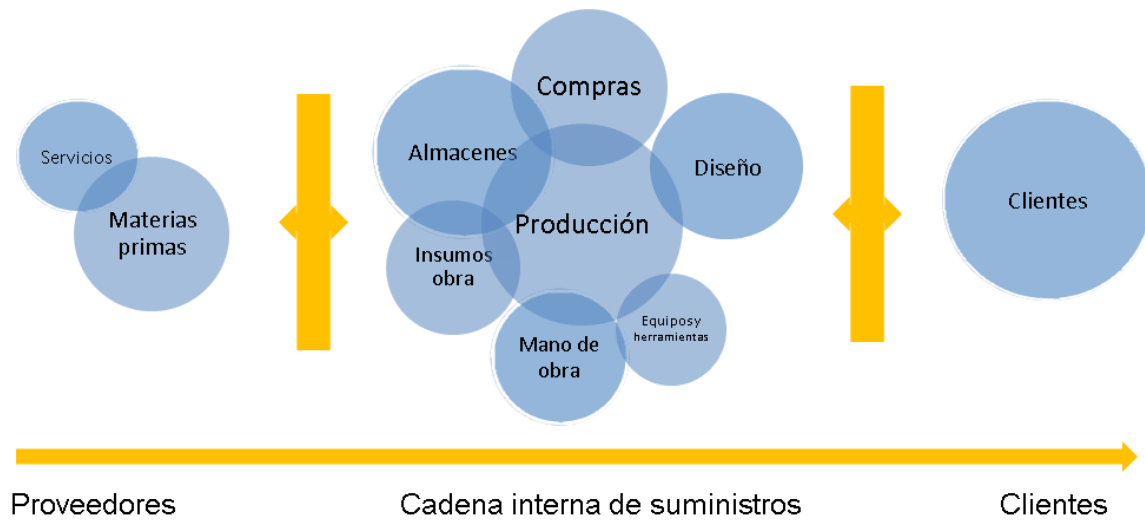 Servicios
Materias
primas
Compras
Almacenes
Diseño
Producción
Insumos
obra
Mano de
obra
Equiposy
herramientas
Clientes
Proveedores
Cadena interna de suministros
Clientes